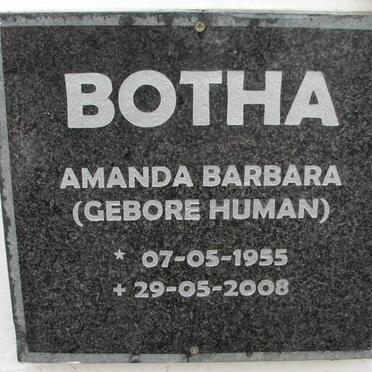 BOTHA
AMANDA BARBARA
(GEBORE HUMAN)
* 07-05-1955
+ 29-05-2008